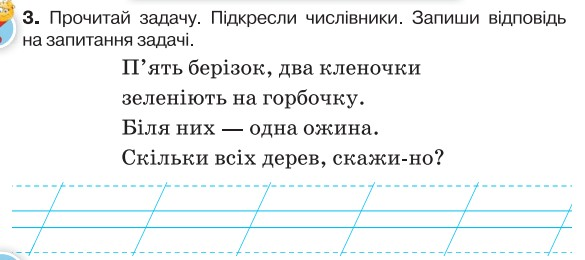 3. Прочитай задачу. Підкресли числівники. Запиши відповідь
на запитання задачі.
П’ять берізок, два кленочки
зеленіють на горбочку.
Біля них — одна ожина.
Скільки всіх дерев, скажи-но?